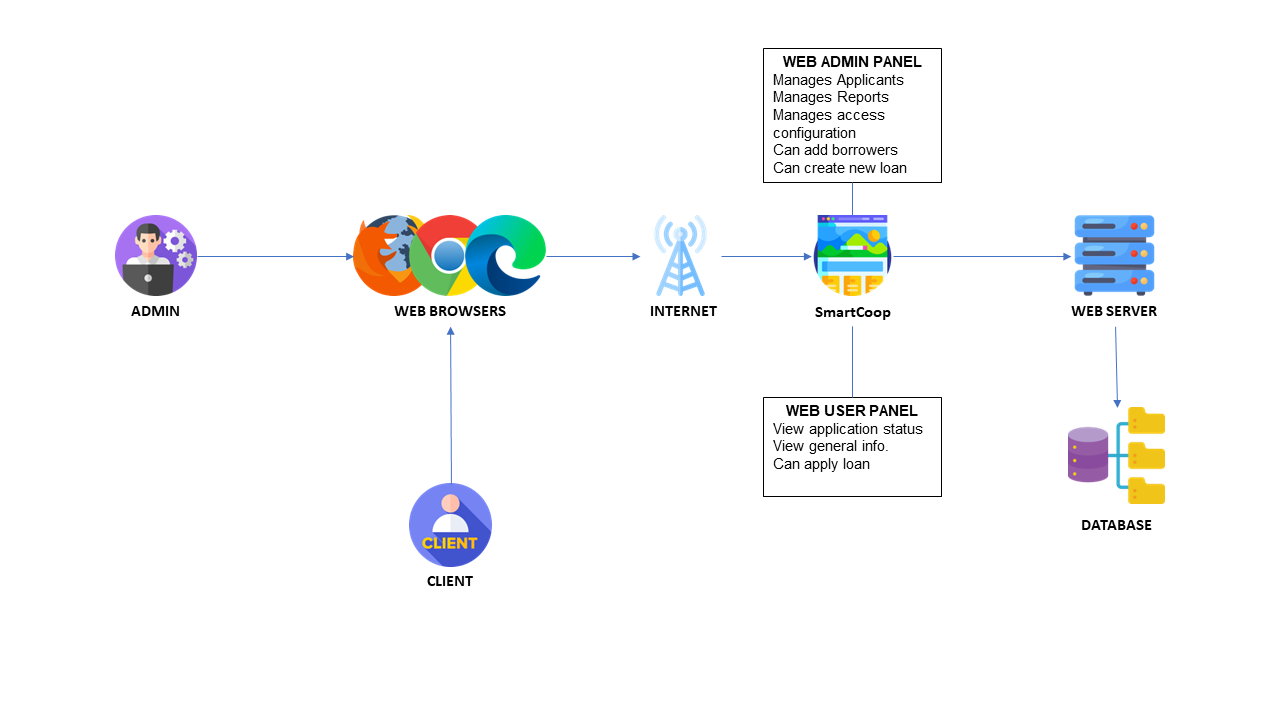 WEB ADMIN PANEL
Manages Applicants
Manages Reports
Manages access
configuration
Can add borrowers
Can create new loan
ADMIN
WEB BROWSERS
INTERNET
SmartCoop
WEB SERVER
WEB USER PANEL
View application status
View general info.
Can apply loan
CLIENT
CLIENT
DATABASE